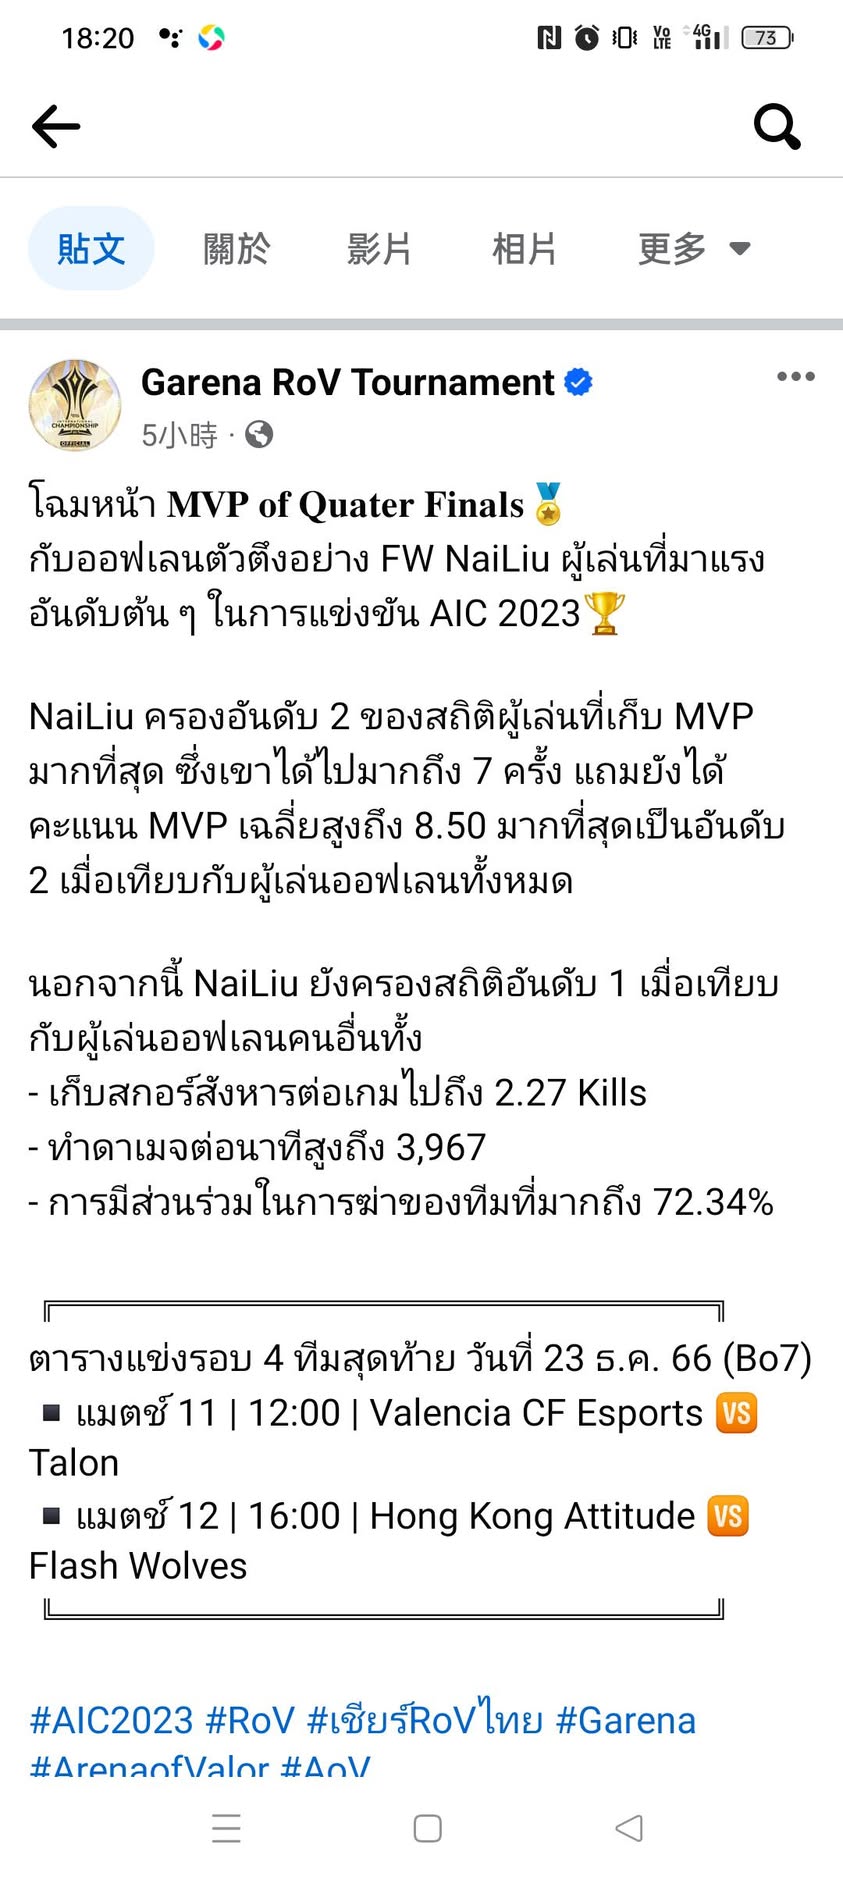 18:20
Vo LTE 4G 73
貼文 關於 影片 相片 更多
Garena RoV Tournament
5小時 ·
INTERNATIONAL
CHAMPIONSHIP
OFFICIAL
โฉมหน้า 𝐌𝐕𝐏 𝐨𝐟 𝐐𝐮𝐚𝐭𝐞𝐫 𝐅𝐢𝐧𝐚𝐥𝐬🏅
กับออฟเลนตัวตึงอย่าง FW NaiLiu ผู้เล่นที่มาแรง
อันดับต้น ๆ ในการแข่งขัน AIC 2023🏆
NaiLiu ครองอันดับ 2 ของสถิติผู้เล่นที่เก็บ MVP
มากที่สุด ซึ่งเขาได้ไปมากถึง 7 ครั้ง แถมยังได้
คะแนน MVP เฉลี่ยสูงถึง 8.50 มากที่สุดเป็นอันดับ
2 เมื่อเทียบกับผู้เล่นออฟเลนทั้งหมด
นอกจากนี้ NaiLiu ยังครองสถิติอันดับ 1 เมื่อเทียบ
กับผู้เล่นออฟเลนคนอื่นทั้ง
- เก็บสกอร์สังหารต่อเกมไปถึง 2.27 Kills
- ทำดาเมจต่อนาทีสูงถึง 3,967
- การมีส่วนร่วมในการฆ่าของทีมที่มากถึง 72.34%
╔══════════════════════╗
ตารางแข่งรอบ 4 ทีมสุดท้าย วันที่ 23 ธ.ค. 66 (Bo7)
▪️ แมตช์ 11 | 12:00 | Valencia CF Esports 🆚
Talon
▪️ แมตช์ 12 | 16:00 | Hong Kong Attitude 🆚
Flash Wolves
╚══════════════════════╝
#AIC2023 #RoV #เชียร์RoVไทย #Garena
#ArenaofValor #AoV